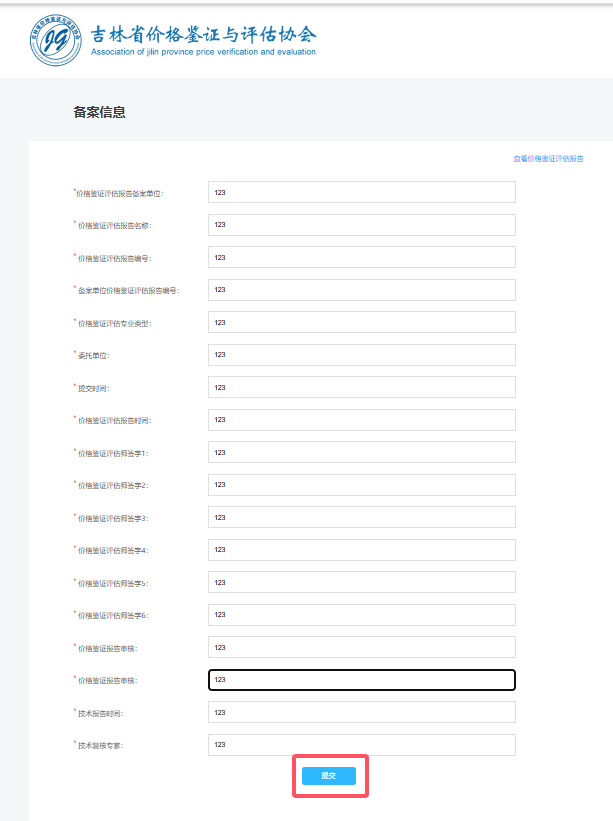 吉林省价格鉴证与评估协会
Association of jilin province price verification and evaluation
备案信息
查看价格鉴证评估报告
*价格鉴证评估报告备案单位: 123
* 价格鉴证评估报告名称: 123
* 价格鉴证评估报告编号: 123
* 备案单位价格鉴证评估报告编号: 123
* 价格鉴证评估专业类型: 123
* 委托单位: 123
* 提交时间: 123
* 价格鉴证评估报告时间: 123
* 价格鉴证评估师签字1: 123
* 价格鉴证评估师签字2: 123
* 价格鉴证评估师签字3: 123
* 价格鉴证评估师签字4: 123
* 价格鉴证评估师签字5: 123
* 价格鉴证评估师签字6: 123
* 价格鉴证报告审核: 123
* 价格鉴证报告审核: 123
* 技术报告时间: 123
* 技术复核专家: 123
提交